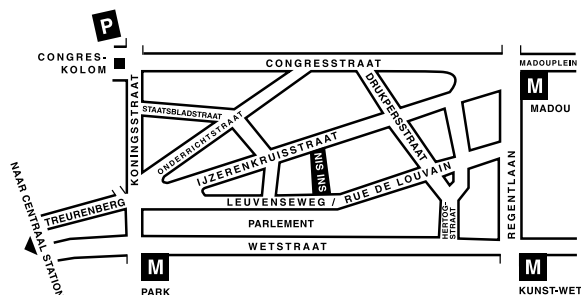 P
CONGRES-
KOLOM
CONGRESSTRAAT
MADOUPLEIN
M
MADOU
KONINGSSTRAAT
STAATSBLADSTRAAT
ONDERRICHTSTRAAT
DRUKPERSSTRAAT
IJZERENKRUISSTRAAT
NIS INS
LEUVENSEWEG / RUE DE LOUVAIN
REGENTLAAN
TREURENBERG
NAAR CENTRAAL STATION
PARLEMENT
HERTOG-
STRAAT
WETSTRAAT
M
PARK
M
KUNST-WET